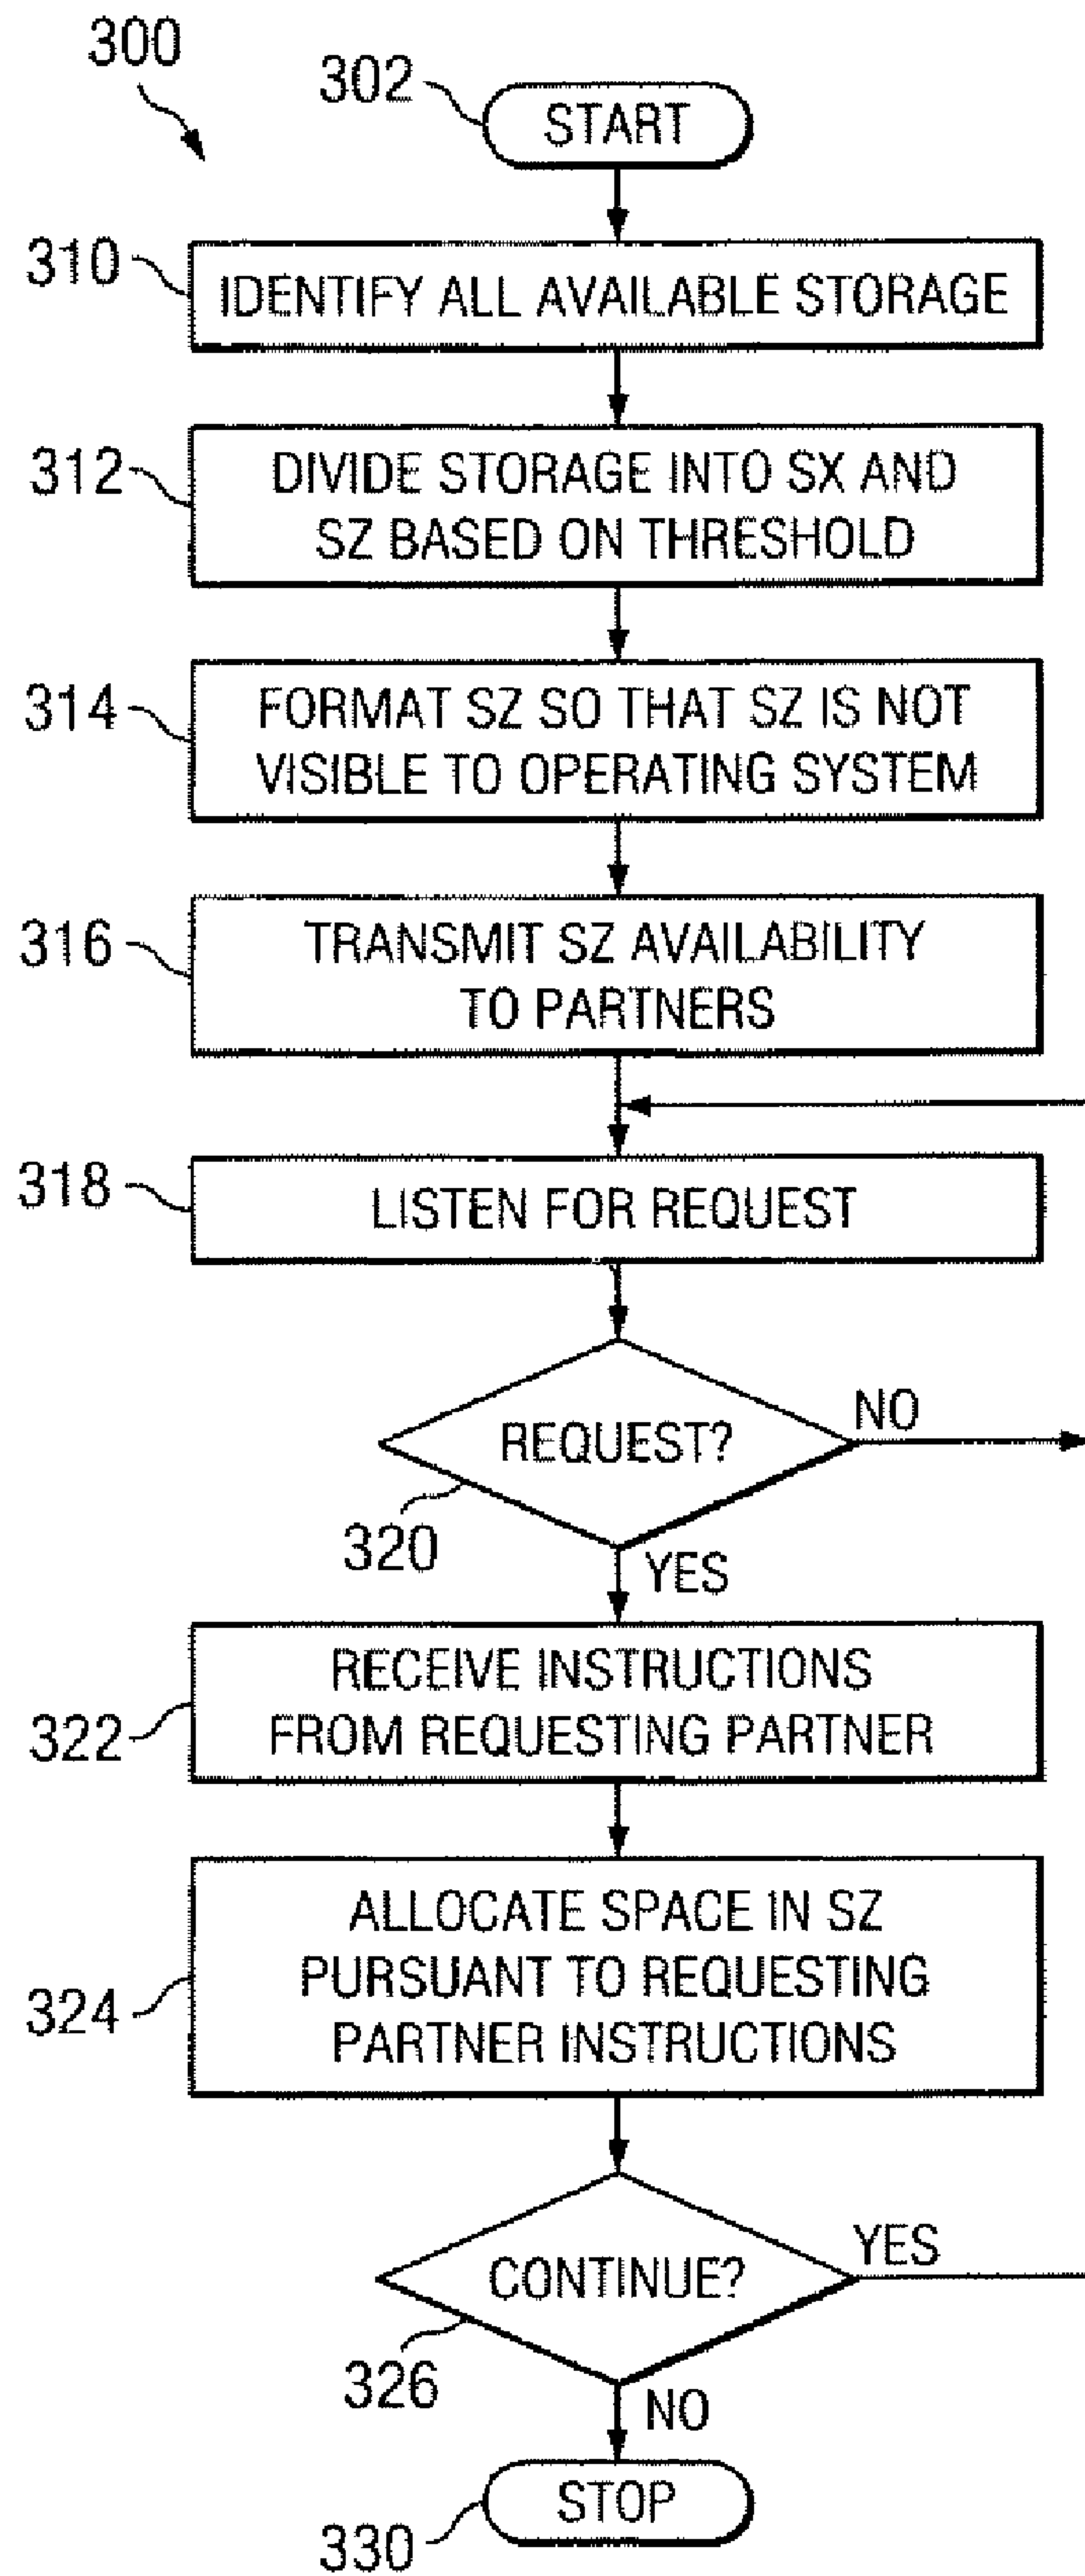 300
302
START
310
IDENTIFY ALL AVAILABLE STORAGE
312
DIVIDE STORAGE INTO SX AND
SZ BASED ON THRESHOLD
314
FORMAT SZ SO THAT SZ IS NOT
VISIBLE TO OPERATING SYSTEM
316
TRANSMIT SZ AVAILABILITY
TO PARTNERS
318
LISTEN FOR REQUEST
REQUEST?
NO
320
YES
RECEIVE INSTRUCTIONS
FROM REQUESTING PARTNER
322
ALLOCATE SPACE IN SZ
PURSUANT TO REQUESTING
PARTNER INSTRUCTIONS
324
CONTINUE?
YES
326
NO
STOP
330